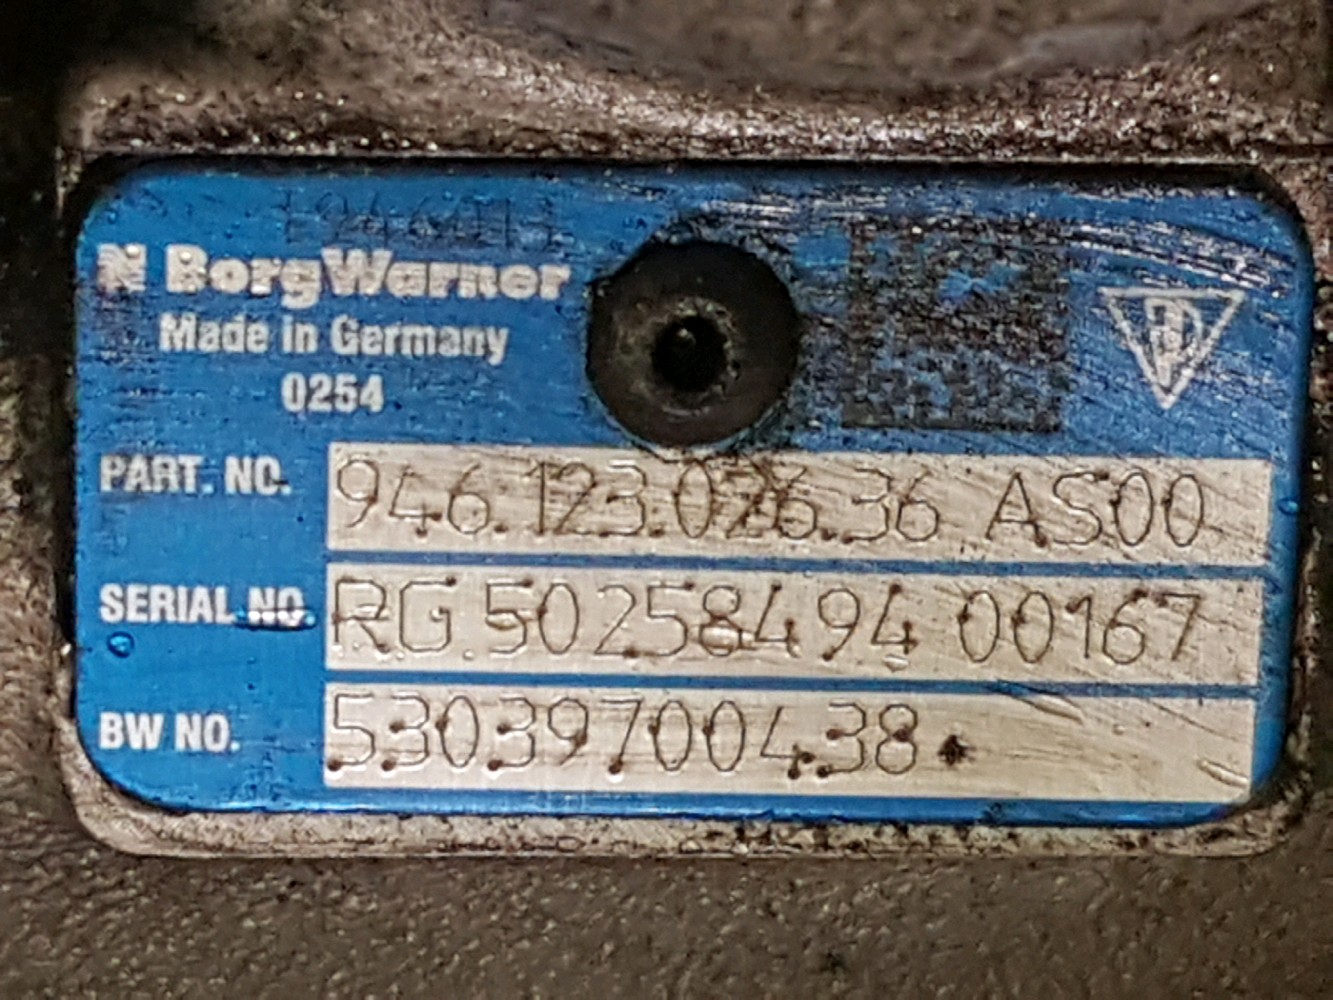 BorgWarner
Made in Germany
0254
PART. NO. 946.123.026.36 AS00
SERIAL NO. RG.50258494 00167
BW NO. 53039700438